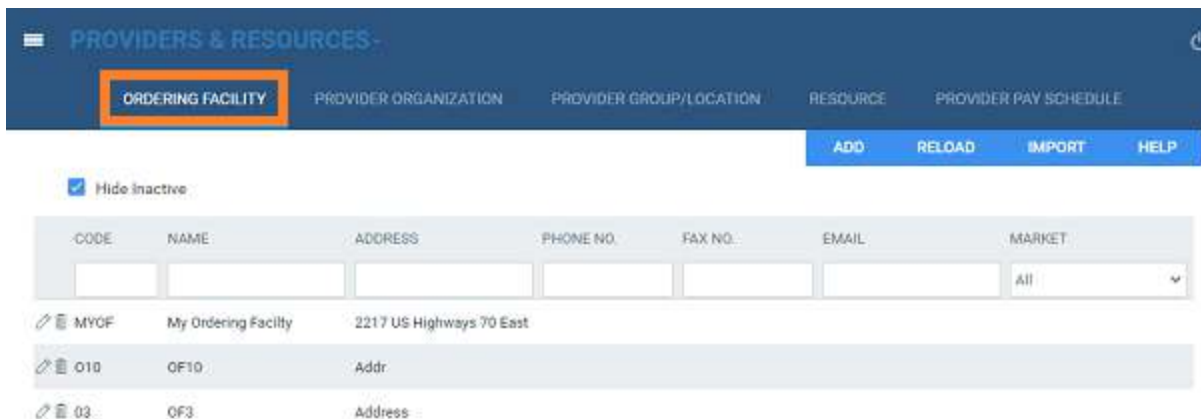 PROVIDERS & RESOURCES-
ORDERING FACILITY PROVIDER ORGANIZATION PROVIDER GROUP/LOCATION RESOURCE PROVIDER PAY SCHEDULE
ADD RELOAD IMPORT HELP
Hide Inactive
CODE NAME ADDRESS PHONE NO. FAX NO. EMAIL MARKET
All
MYOF My Ordering Facilty 2217 US Highways 70 East
O10 OF10 Addr
03 OF3 Address